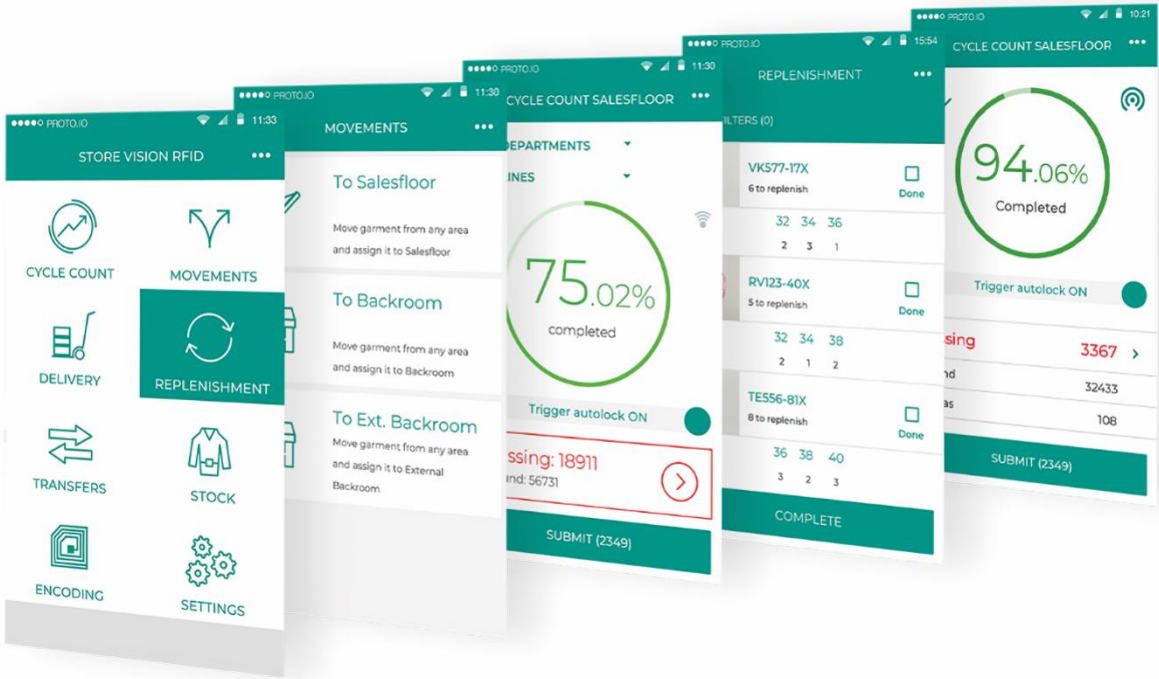 PROTO.IO 11:33
STORE VISION RFID
CYCLE COUNT
MOVEMENTS
DELIVERY
REPLENISHMENT
TRANSFERS
STOCK
ENCODING
SETTINGS
PROTO.IO 11:30
MOVEMENTS
To Salesfloor
Move garment from any area
and assign it to Salesfloor
To Backroom
Move garment from any area
and assign it to Backroom
To Ext. Backroom
Move garment from any area
and assign it to External
Backroom
PROTO.IO 11:30
CYCLE COUNT SALESFLOOR
DEPARTMENTS
INES
75.02%
completed
Trigger autolock ON
ssing: 18911
und: 56731
SUBMIT (2349)
PROTO.IO 15:54
REPLENISHMENT
ILTERS (0)
VK577-17X
6 to replenish
Done
32 34 36
2 3 1
RV123-40X
5 to replenish
Done
32 34 38
2 1 2
TE556-81X
8 to replenish
Done
36 38 40
3 2 3
COMPLETE
PROTO.IO 10:21
CYCLE COUNT SALESFLOOR
94.06%
Completed
Trigger autolock ON
sing 3367
nd 32433
as 108
SUBMIT (2349)